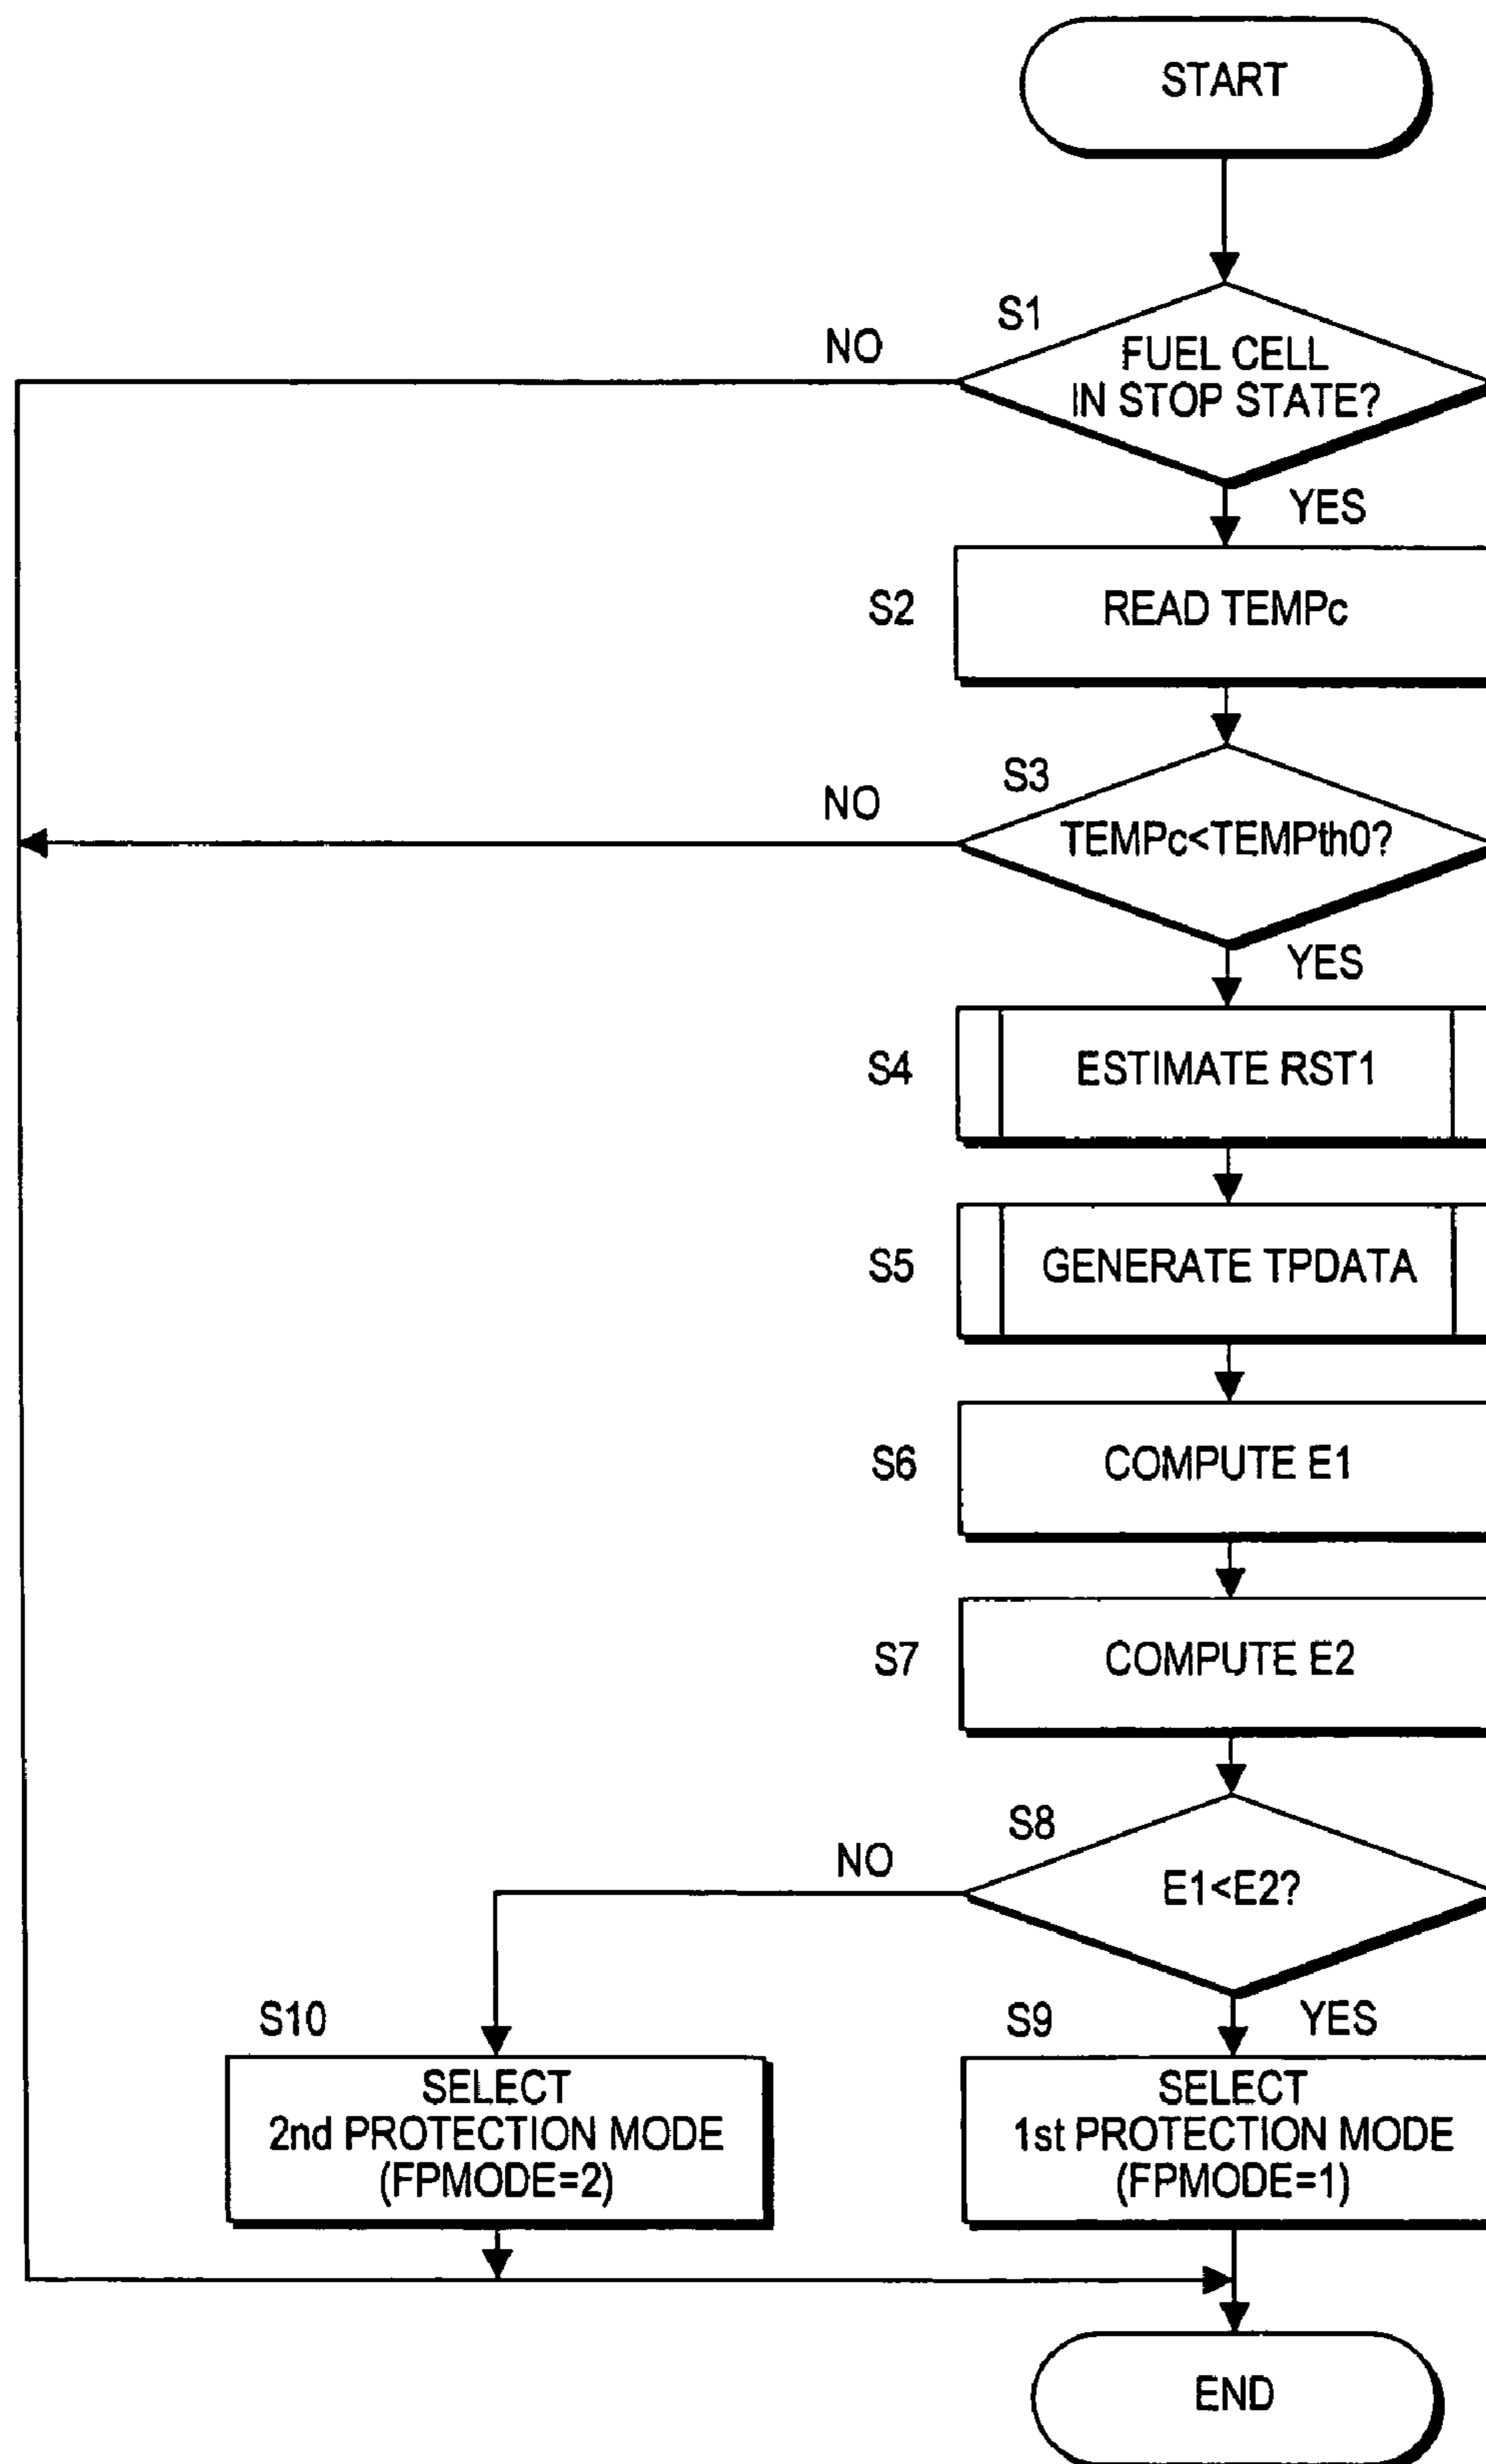 START
S1
NO
FUEL CELL
IN STOP STATE?
YES
S2
READ TEMPc
S3
NO
TEMPc<TEMPth0?
YES
S4
ESTIMATE RST1
S5
GENERATE TPDATA
S6
COMPUTE E1
S7
COMPUTE E2
S8
NO
E1<E2?
S10
S9
YES
SELECT
2nd PROTECTION MODE
(FPMODE=2)
SELECT
1st PROTECTION MODE
(FPMODE=1)
END